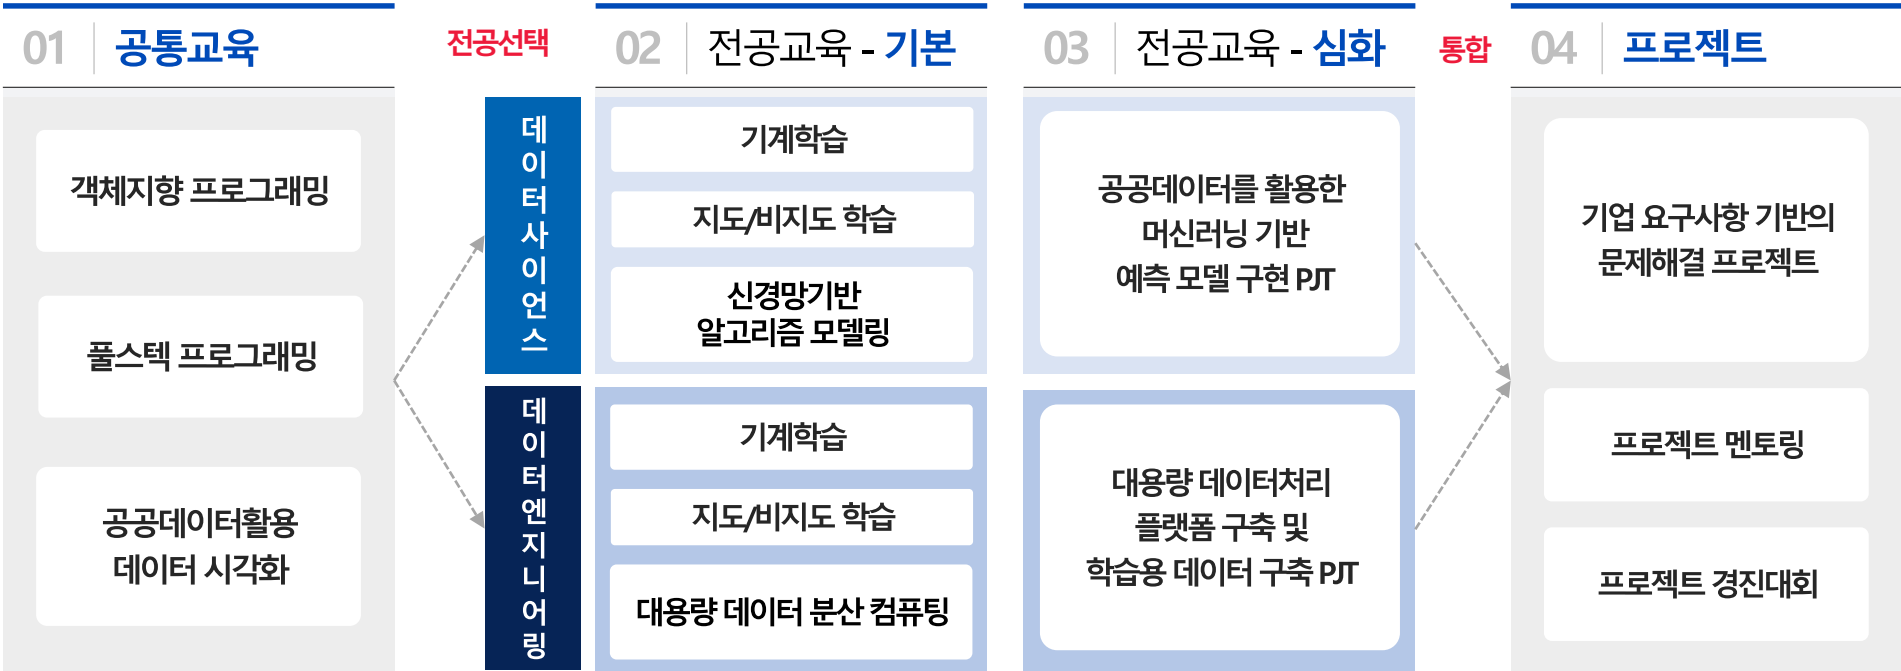 01 공통교육
객체지향 프로그래밍
풀스텍 프로그래밍
공공데이터활용
데이터 시각화
전공선택
데이터사이언스
데이터엔지니어링
02 전공교육 - 기본
기계학습
지도/비지도 학습
신경망기반
알고리즘 모델링
기계학습
지도/비지도 학습
대용량 데이터 분산 컴퓨팅
03 전공교육 - 심화
공공데이터를 활용한
머신러닝 기반
예측 모델 구현 PJT
대용량 데이터처리
플랫폼 구축 및
학습용 데이터 구축 PJT
통합
04 프로젝트
기업 요구사항 기반의
문제해결 프로젝트
프로젝트 멘토링
프로젝트 경진대회